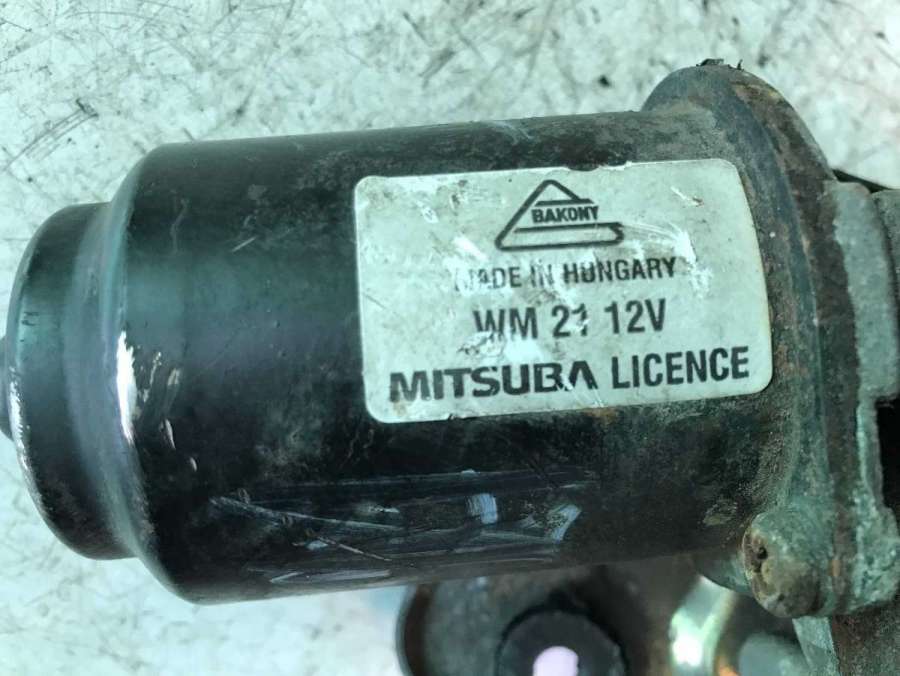 BAKONY
MADE IN HUNGARY
WM 21 12V
MITSUBA LICENCE